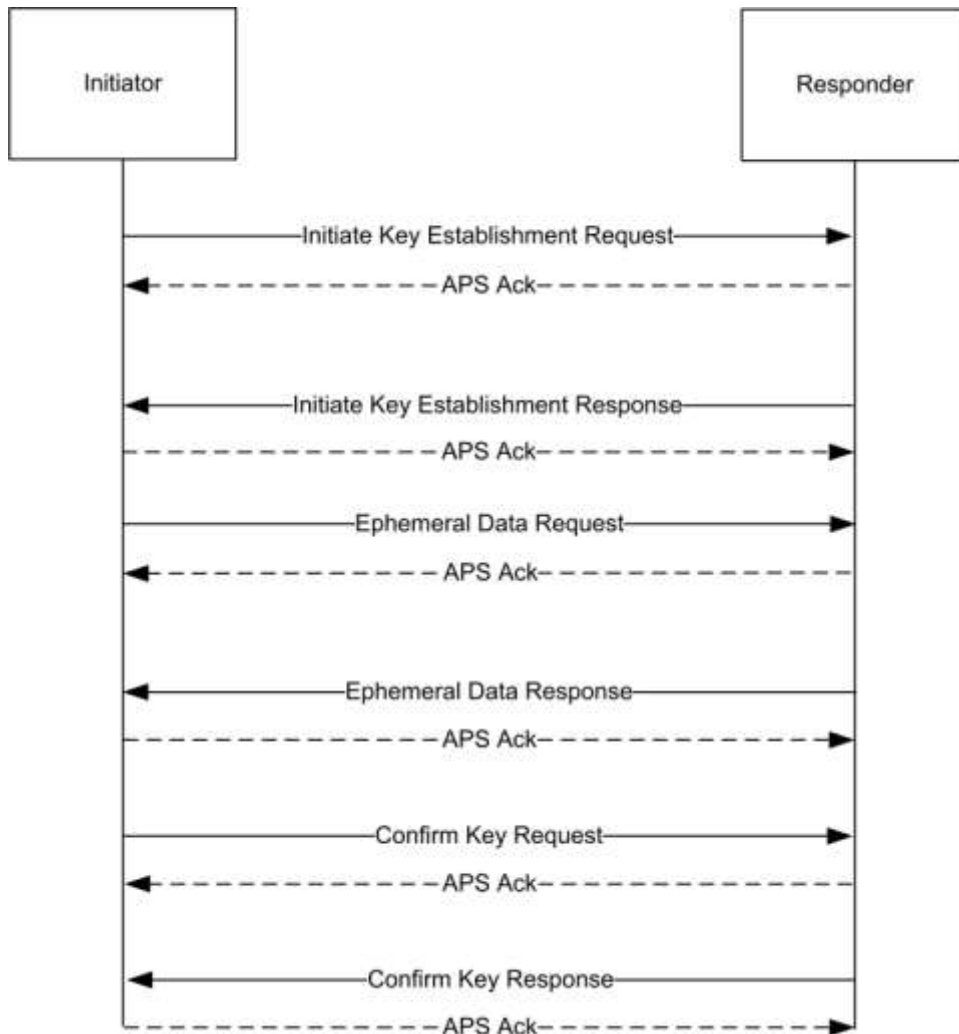 Initiator
Responder
Initiate Key Establishment Request
APS Ack
Initiate Key Establishment Response
APS Ack
Ephemeral Data Request
APS Ack
Ephemeral Data Response
APS Ack
Confirm Key Request
APS Ack
Confirm Key Response
APS Ack